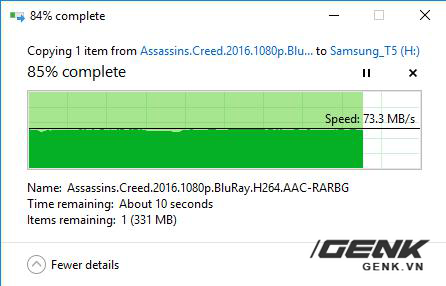 84% complete
Copying 1 item from Assassins.Creed.2016.1080p.Blu... to Samsung_T5 (H:)
85% complete
Speed: 73.3 MB/s
Name: Assassins.Creed.2016.1080p.BluRay.H264.AAC-RARBG
Time remaining: About 10 seconds
Items remaining: 1 (331 MB)
Fewer details
GENK
GENK.VN